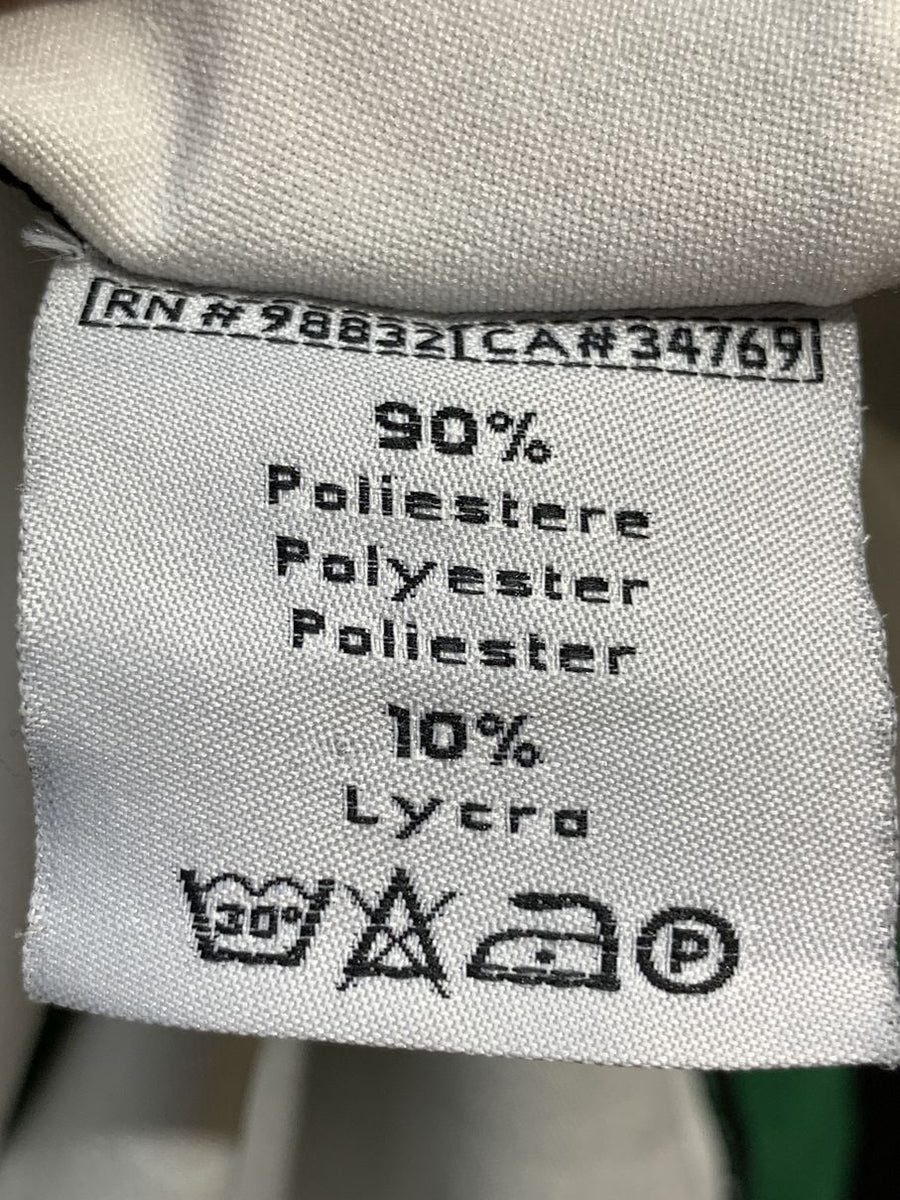 RN # 98832 CA# 34769
90%
Poliestere
Polyester
Poliester
10%
Lycra
30° P